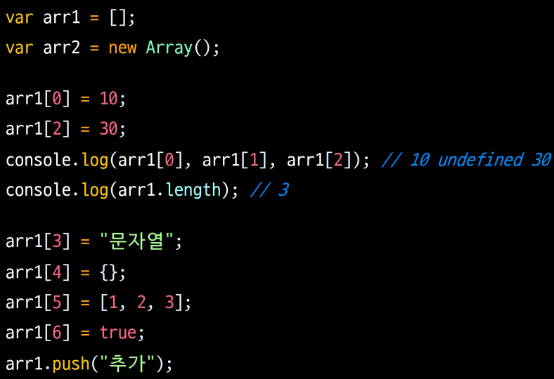 var arr1 = [];
var arr2 = new Array();
arr1[0] = 10;
arr1[2] = 30;
console.log(arr1[0], arr1[1], arr1[2]); // 10 undefined 30
console.log(arr1.length); // 3
arr1[3] = "문자열";
arr1[4] = {};
arr1[5] = [1, 2, 3];
arr1[6] = true;
arr1.push("추가");